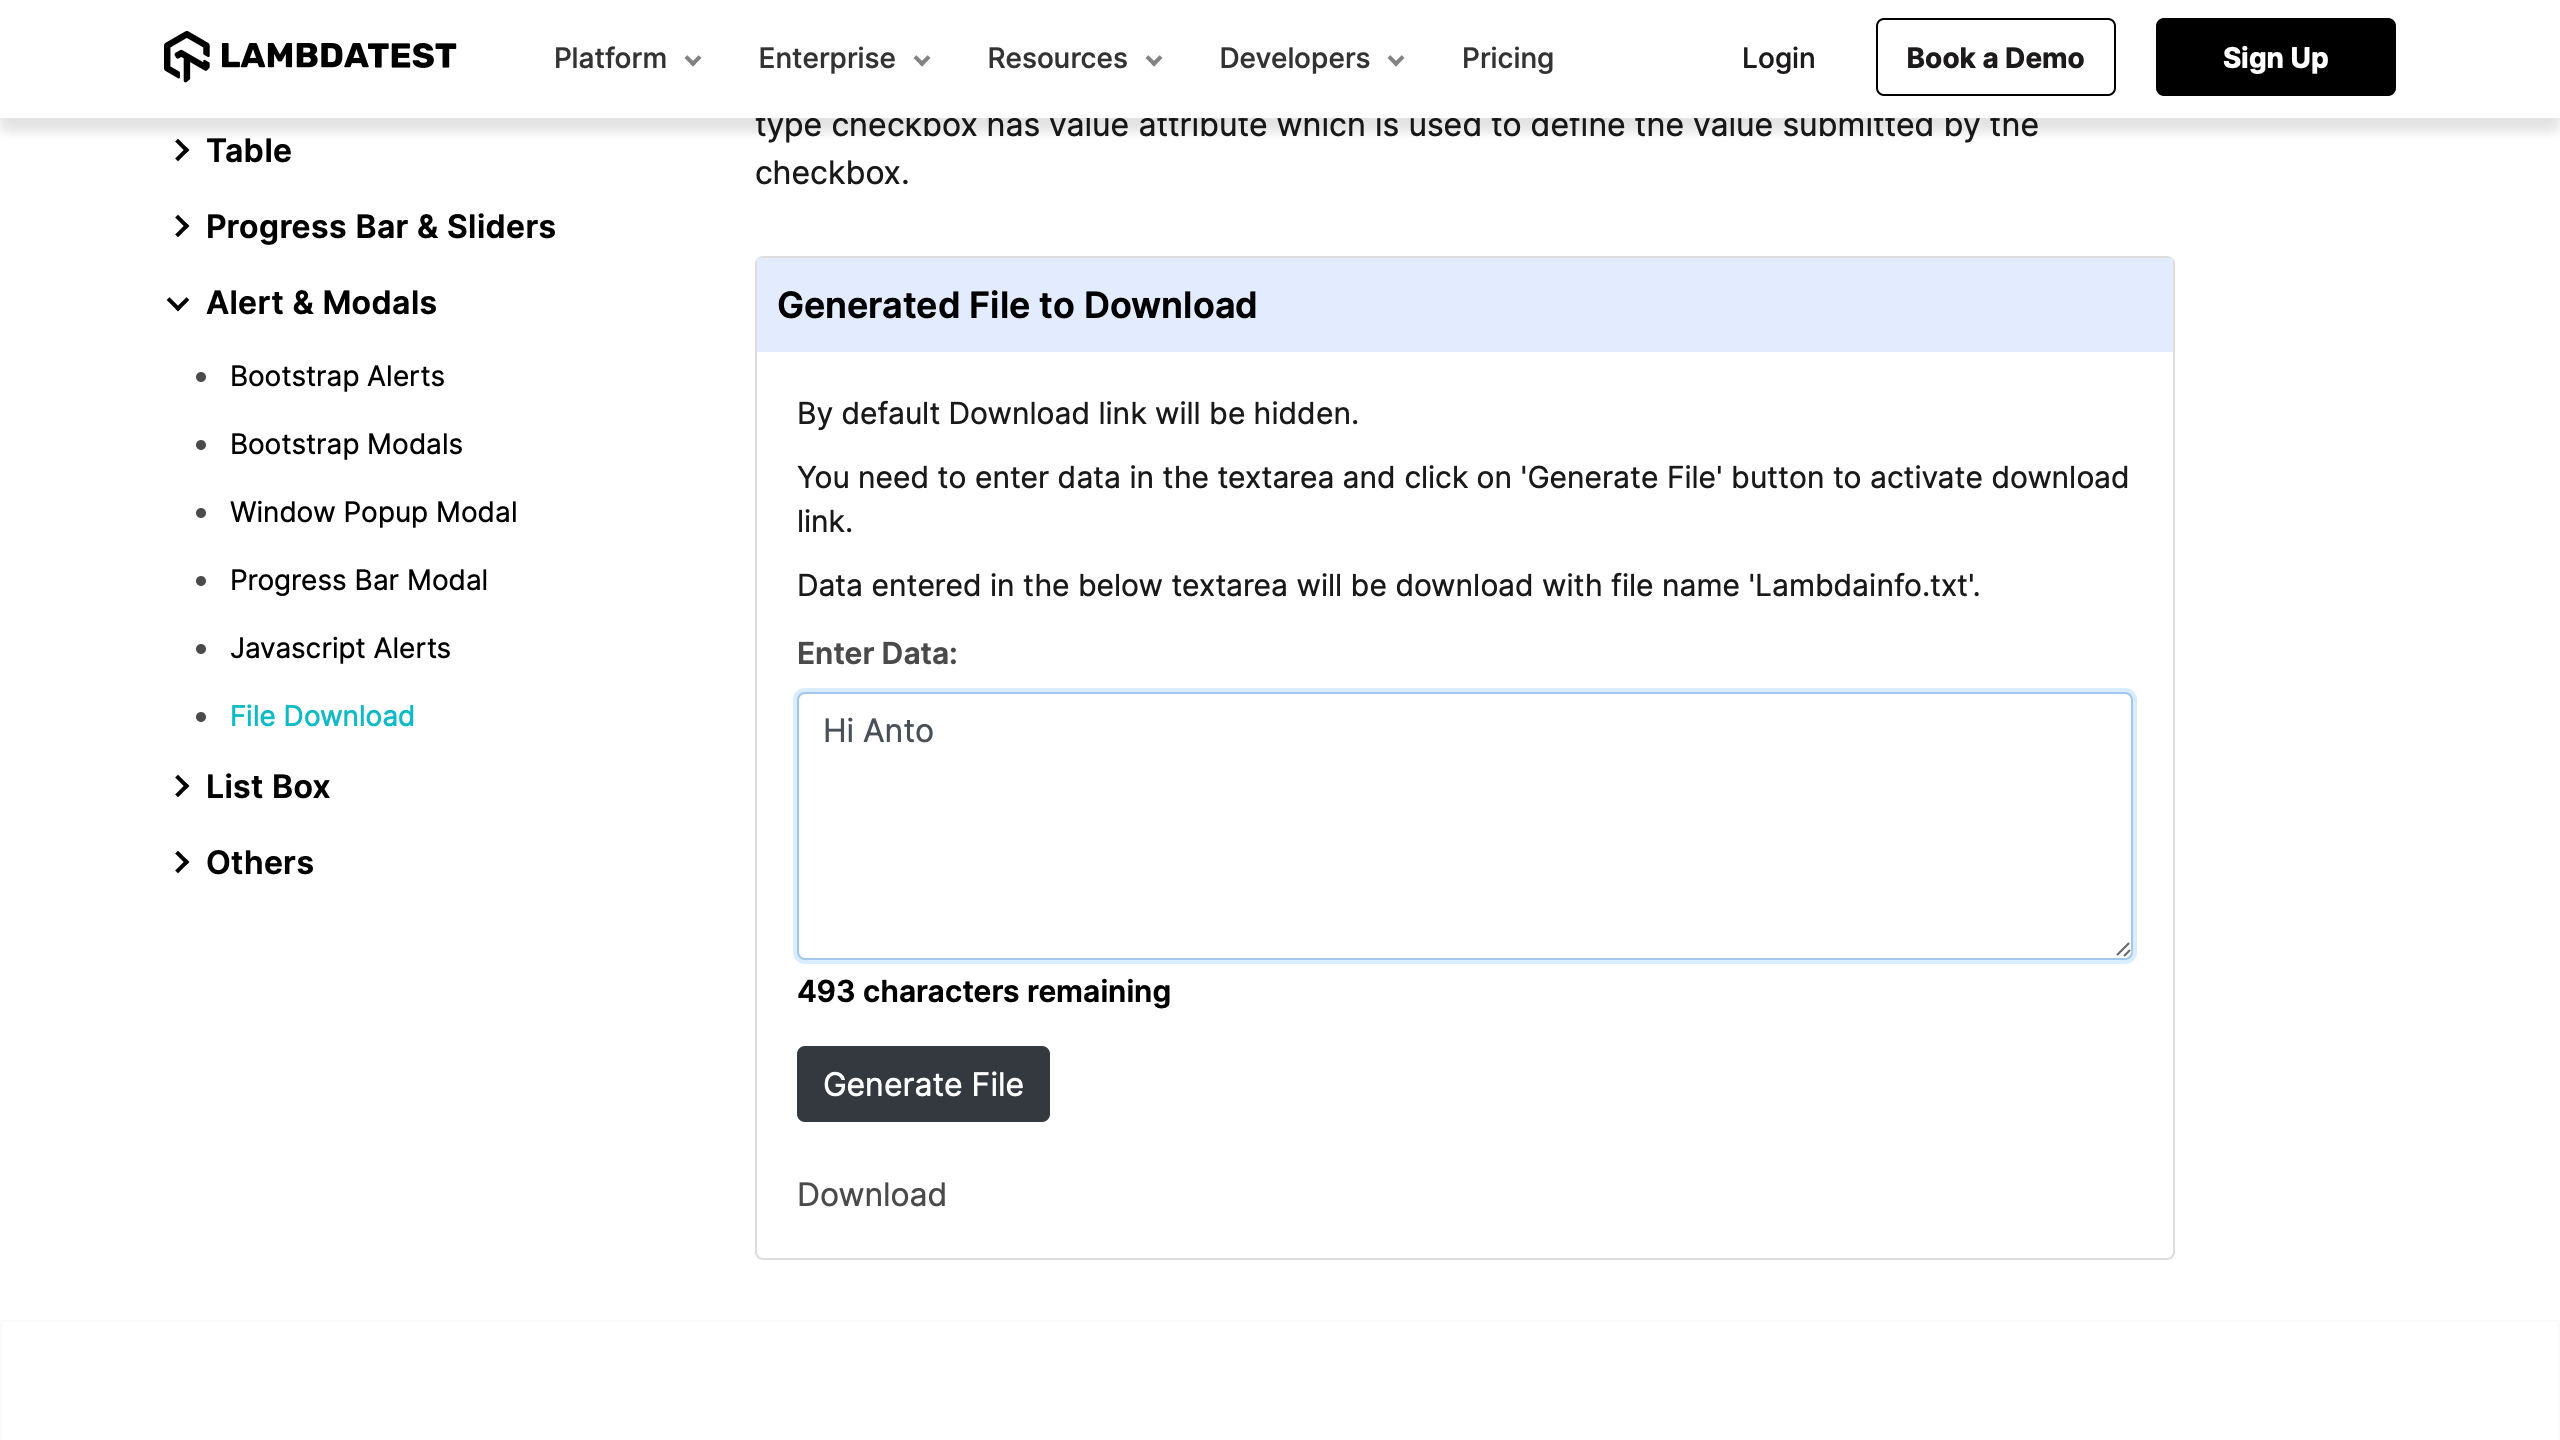 LAMBDATEST
Platform
Enterprise
Resources
Developers
Pricing
Login
Book a Demo
Sign Up
Table
Progress Bar & Sliders
Alert & Modals
Bootstrap Alerts
Bootstrap Modals
Window Popup Modal
Progress Bar Modal
Javascript Alerts
File Download
List Box
Others
type checkbox has value attribute which is used to define the value submitted by the
checkbox.
Generated File to Download
By default Download link will be hidden.
You need to enter data in the textarea and click on 'Generate File' button to activate download
link.
Data entered in the below textarea will be download with file name 'Lambdainfo.txt'.
Enter Data:
Hi Anto
493 characters remaining
Generate File
Download